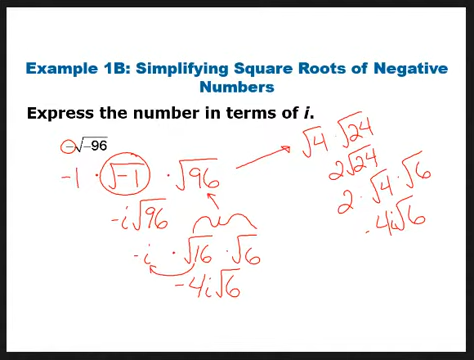 Example 1B: Simplifying Square Roots of Negative
Numbers
Express the number in terms of i.
−√−96
-1 · √-1 · √96
-i√96
-i · √16 · √6
-4i√6
√4 · √24
2√24
2 · √4 · √6
-4i√6